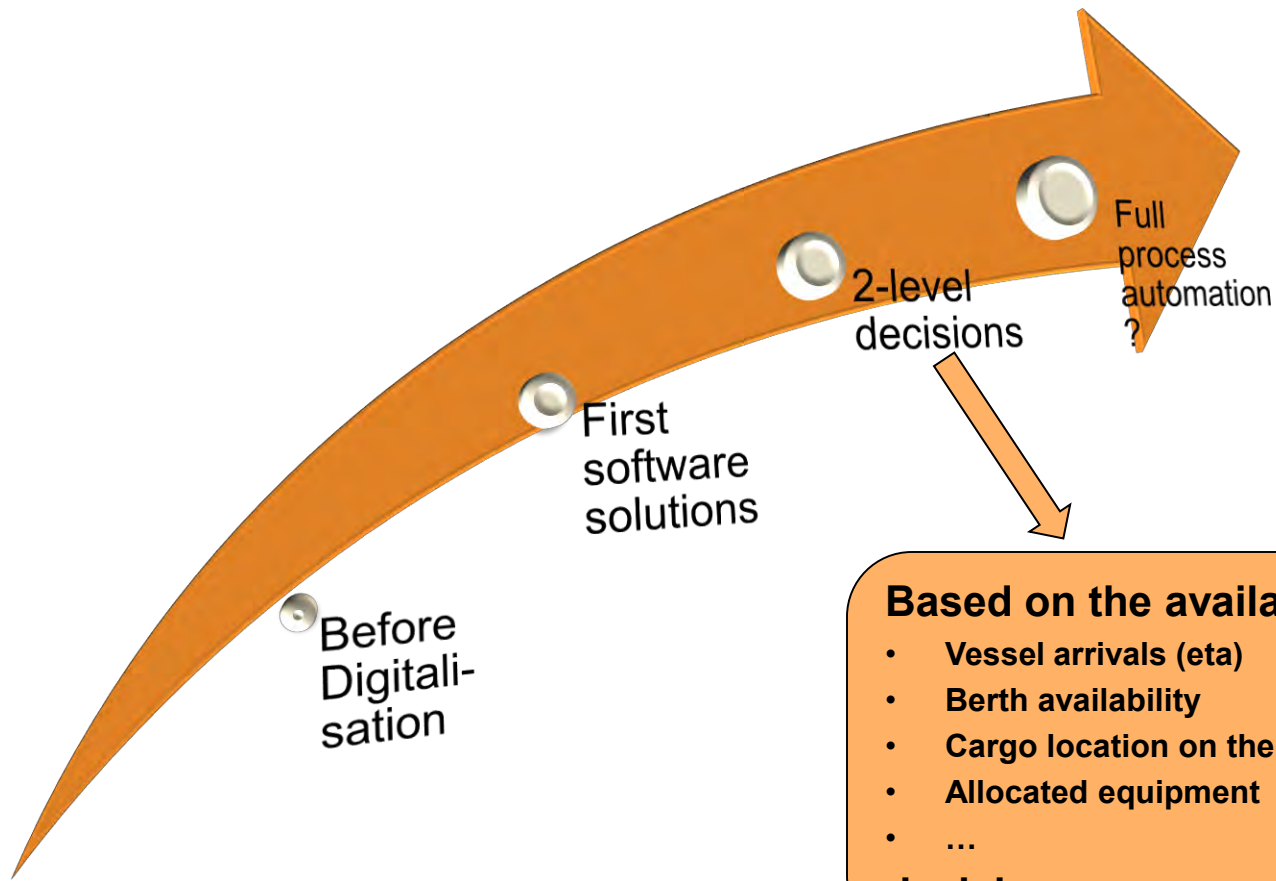 Before
Digitali-
sation
First
software
solutions
2-level
decisions
Full
process
automation
?
Based on the
• Vessel arrivals (eta)
• Berth availability
• Cargo location on the
• Allocated equipment
• …